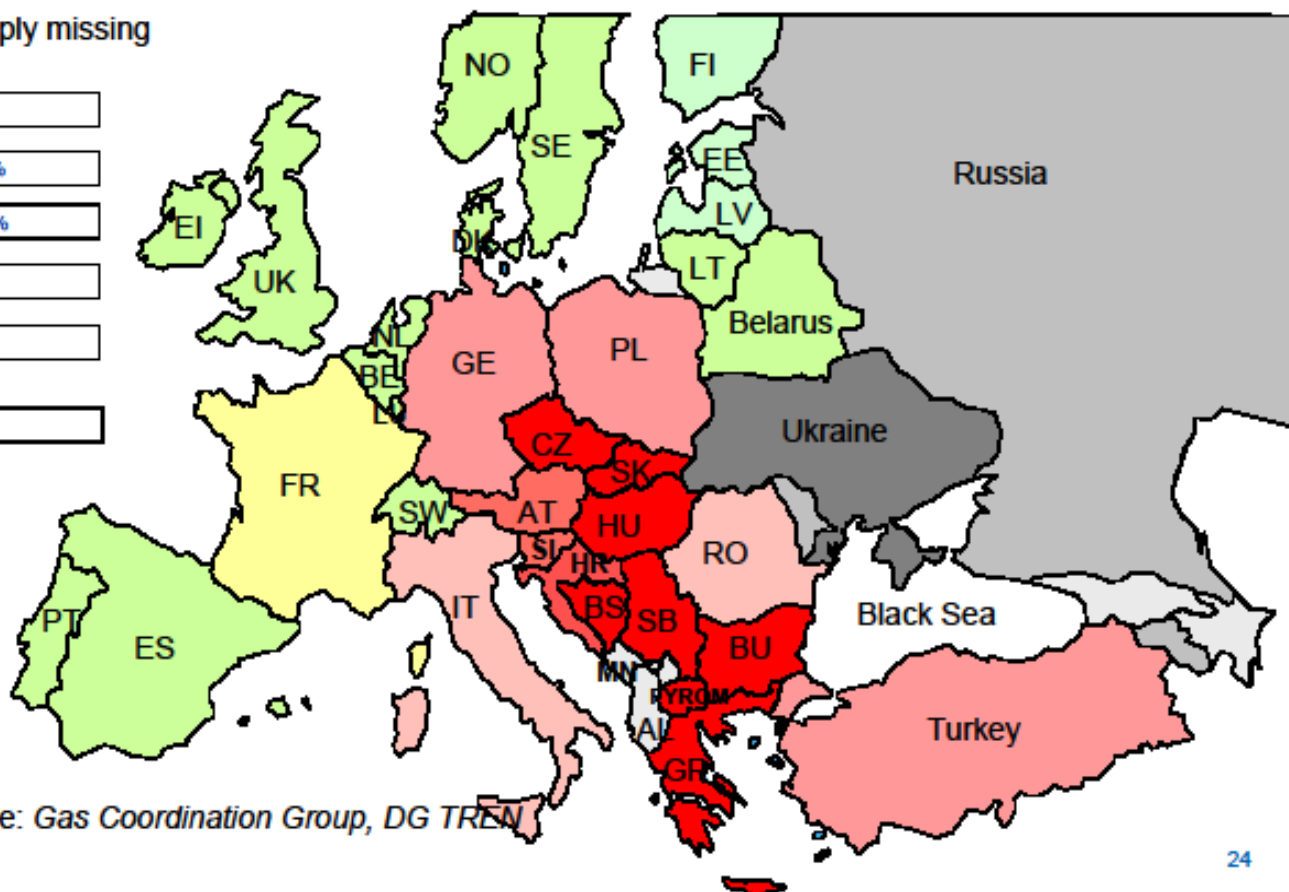 ply missing
%
%
NO
FI
SE
EE
Russia
EI
LV
DK
UK
LT
NL
Belarus
GE
PL
BE
Ukraine
CZ
SK
FR
SW
AT
HU
SI
HR
RO
IT
BS
SB
Black Sea
PT
ES
BU
MN
FYROM
AL
Turkey
GR
e: Gas Coordination Group, DG TREN
24